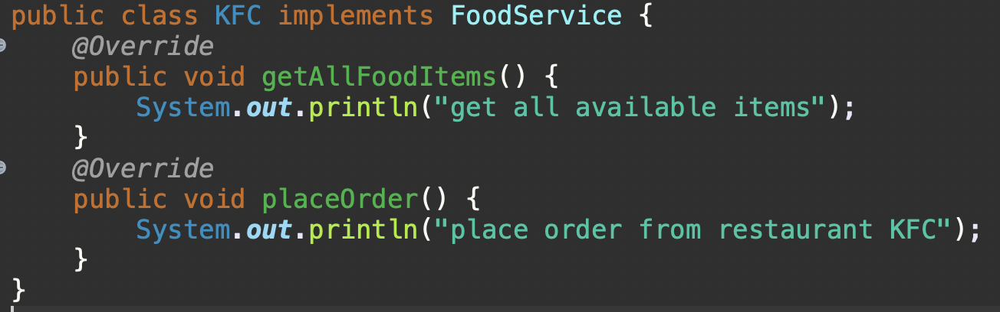 public class KFC implements FoodService {
    @Override
    public void getAllFoodItems() {
        System.out.println("get all available items");
    }
    @Override
    public void placeOrder() {
        System.out.println("place order from restaurant KFC");
    }
}